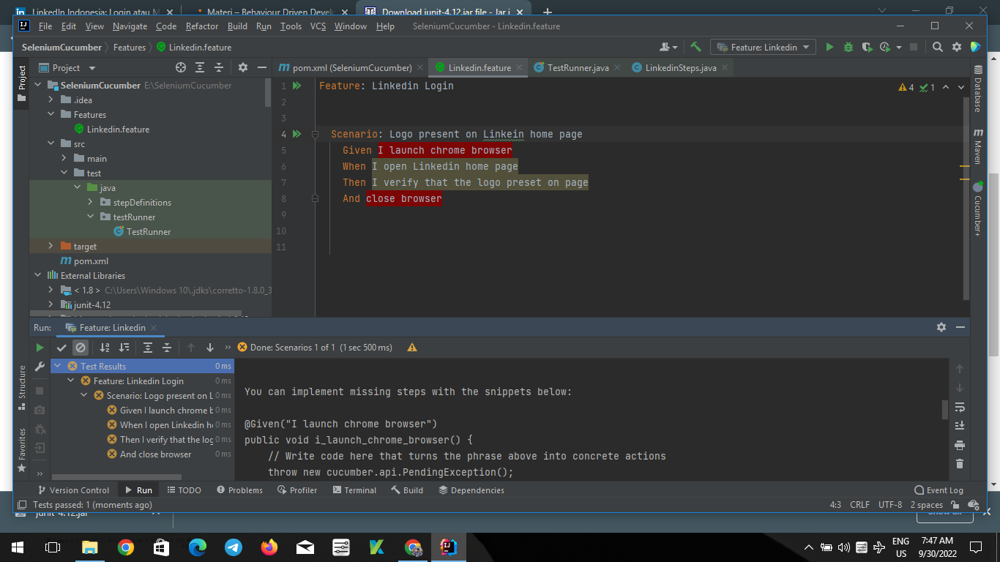 LinkedIn Indonesia: Login atau M
Materi – Behaviour Driven Devel
Download junit-4.12.jar file - Jar j
File Edit View Navigate Code Refactor Build Run Tools VCS Window Help SeleniumCucumber - Linkedin.feature
SeleniumCucumber Features Linkedin.feature
Feature: Linkedin
Project
pom.xml (SeleniumCucumber) Linkedin.feature TestRunner.java LinkedinSteps.java
Project
SeleniumCucumber E:\SeleniumCucumber
.idea
Features
Linkedin.feature
src
main
test
java
stepDefinitions
testRunner
TestRunner
target
pom.xml
External Libraries
< 1.8 > C:\Users\Windows 10\.jdks\corretto-1.8.0_3
junit-4.12
1 Feature: Linkedin Login
4 1
2
3
4 Scenario: Logo present on Linkein home page
5 Given I launch chrome browser
6 When I open Linkedin home page
7 Then I verify that the logo preset on page
8 And close browser
9
10
11
Database
Maven
Cucumber+
Run: Feature: Linkedin
Done: Scenarios 1 of 1 (1 sec 500 ms)
Test Results 0 ms
Feature: Linkedin Login 0 ms
Scenario: Logo present on L 0 ms
Given I launch chrome b 0 ms
When I open Linkedin h 0 ms
Then I verify that the log 0 ms
And close browser 0 ms
You can implement missing steps with the snippets below:
@Given("I launch chrome browser")
public void i_launch_chrome_browser() {
// Write code here that turns the phrase above into concrete actions
throw new cucumber.api.PendingException();
Structure
Favorites
Version Control Run TODO Problems Profiler Terminal Build Dependencies Event Log
Tests passed: 1 (moments ago) 4:3 CRLF UTF-8 2 spaces
junit-4.12.jar
Show all
ENG
US
7:47 AM
9/30/2022